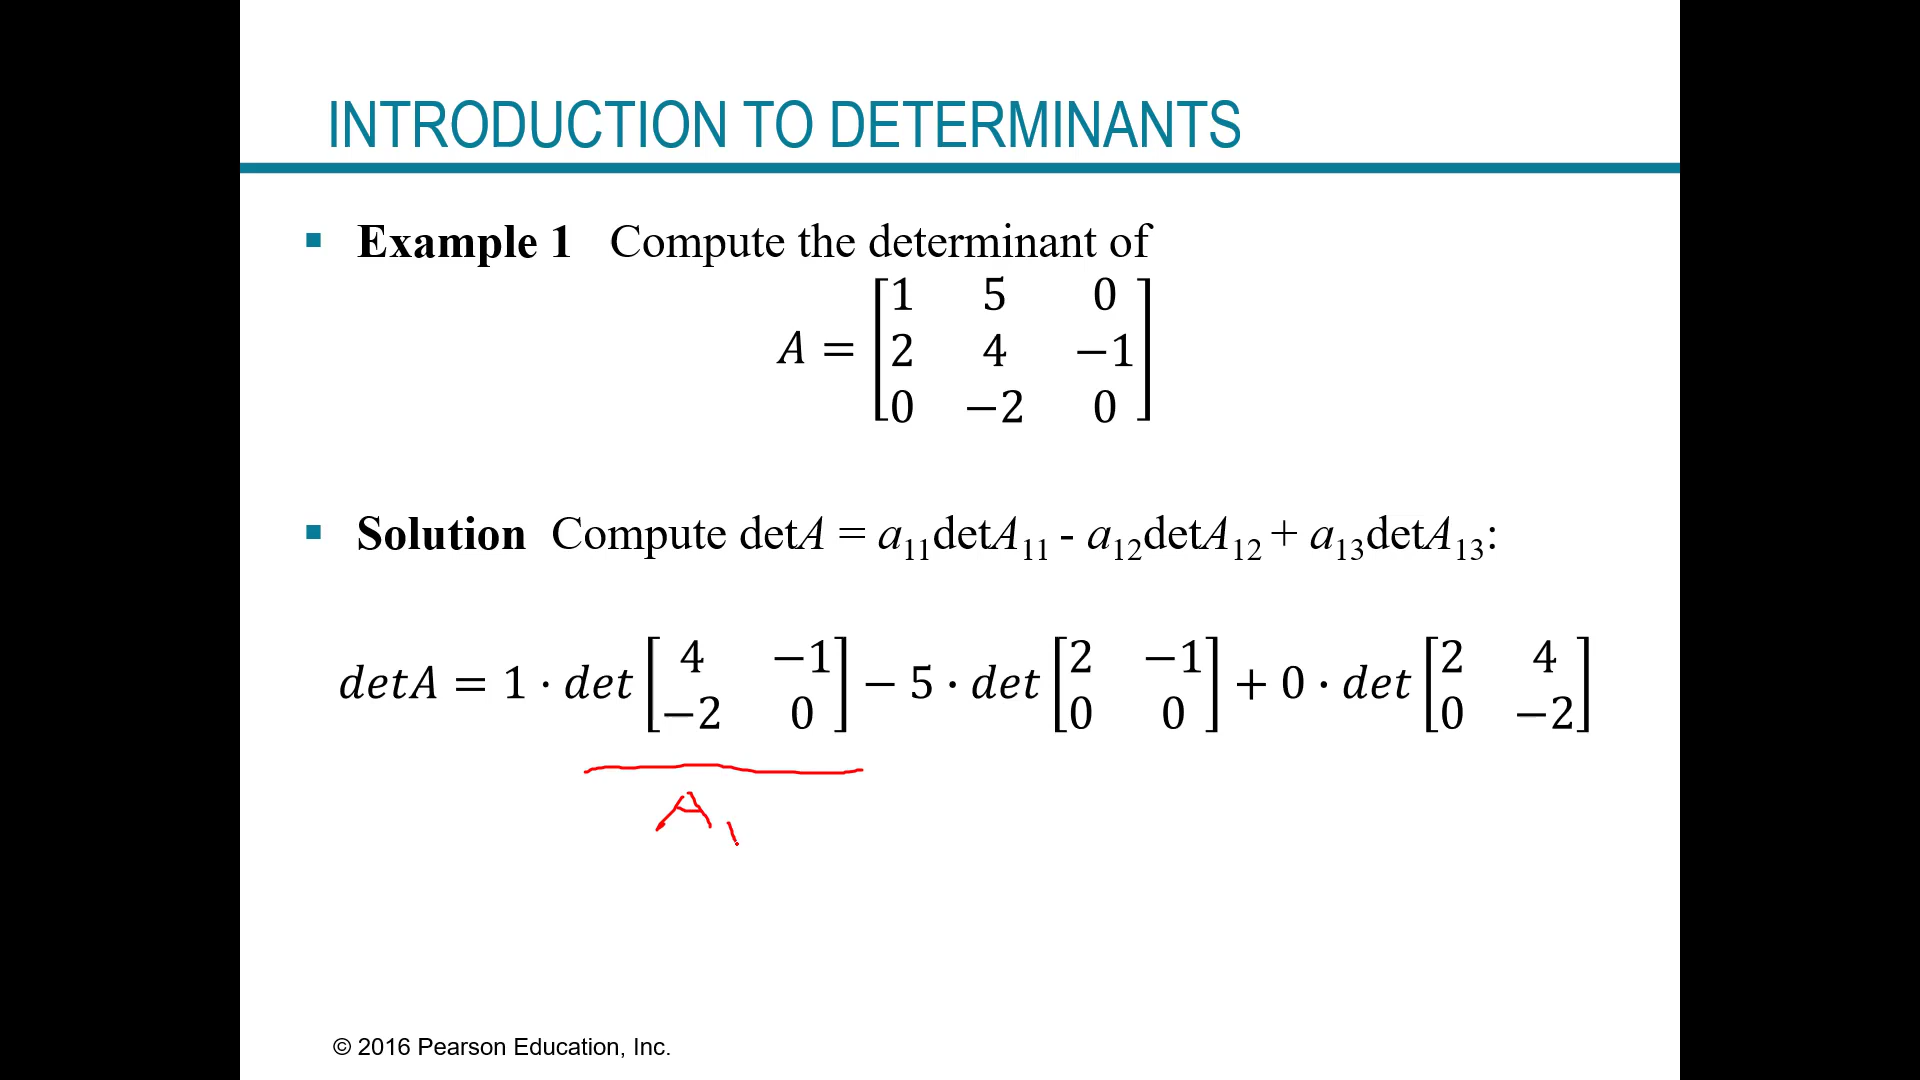 INTRODUCTION TO DETERMINANTS
▪ Example 1 Compute the determinant of
A = [1 5 0
2 4 −1
0 −2 0]
▪ Solution Compute detA = a₁₁detA₁₁ - a₁₂detA₁₂ + a₁₃detA₁₃:
detA = 1 · det [4 −1; −2 0] − 5 · det [2 −1; 0 0] + 0 · det [2 4; 0 −2]
A₁
© 2016 Pearson Education, Inc.